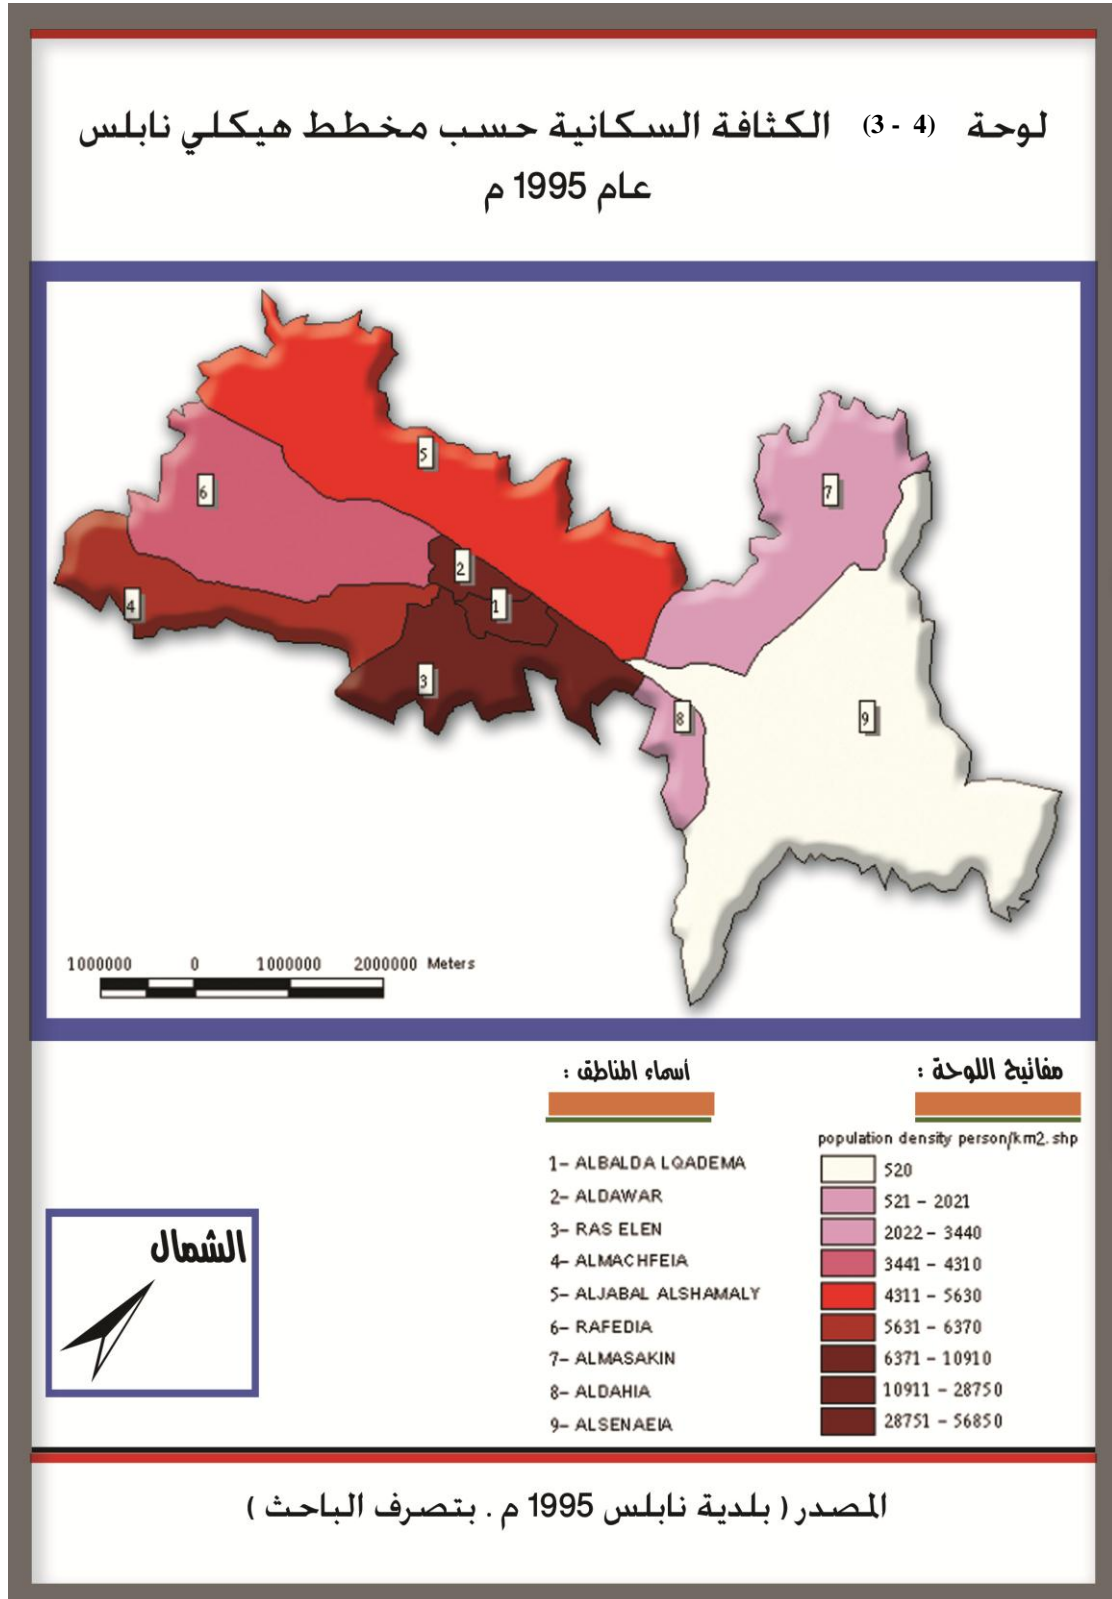 لوحة (4 - 3) الكثافة السكانية حسب مخطط هيكلي نابلس
عام 1995 م
5
7
6
2
1
4
3
8
9
1000000 0 1000000 2000000 Meters
مفاتيح اللوحة :
population density person/km2.shp
520
521 - 2021
2022 - 3440
3441 - 4310
4311 - 5630
5631 - 6370
6371 - 10910
10911 - 28750
28751 - 56850
أسماء المناطق :
1- ALBALDA LQADEMA
2- ALDAWAR
3- RAS ELEN
4- ALMACHFEIA
5- ALJABAL ALSHAMALY
6- RAFEDIA
7- ALMASAKIN
8- ALDAHIA
9- ALSENAEIA
الشمال
المصدر ( بلدية نابلس 1995 م . بتصرف الباحث )